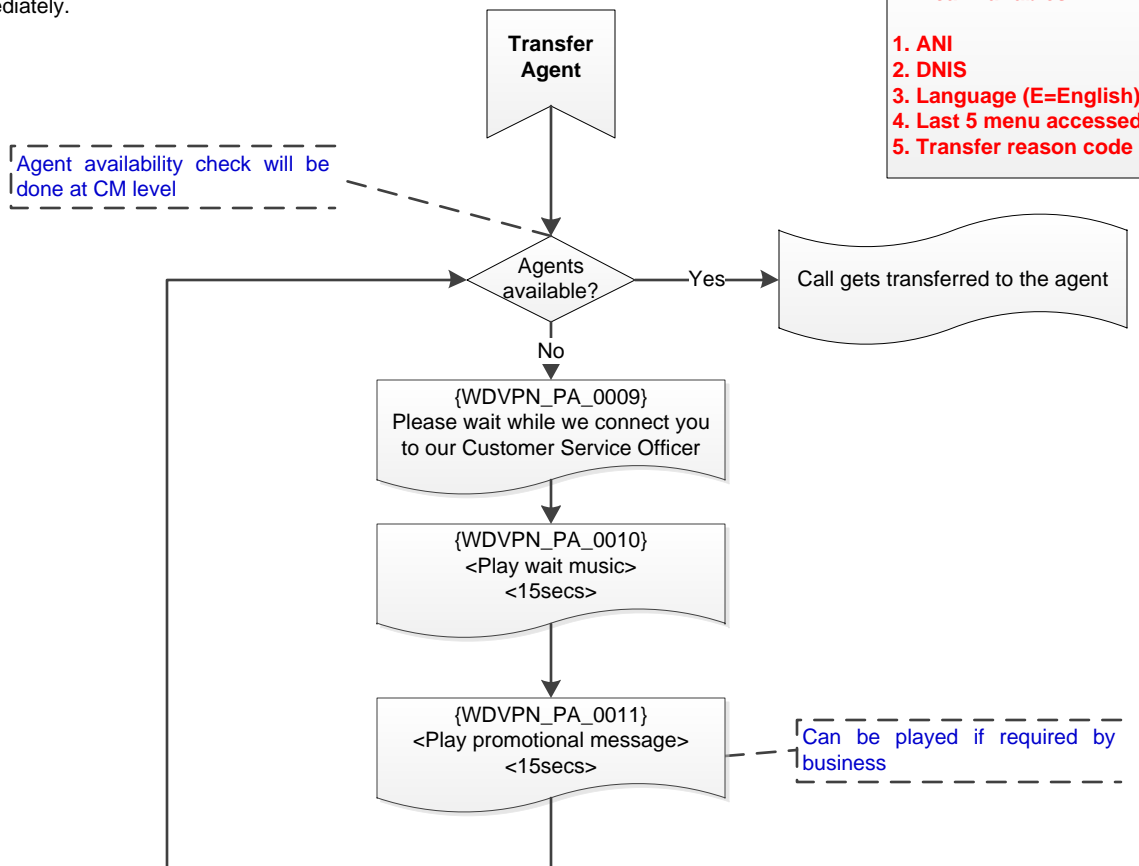 Transfer
Agent
1. ANI
2. DNIS
3. Language (E=English)
4. Last 5 menu accessed
5. Transfer reason code
Agent availability check will be
done at CM level
Agents
available?
Yes
Call gets transferred to the agent
No
{WDVPN_PA_0009}
Please wait while we connect you
to our Customer Service Officer
{WDVPN_PA_0010}
<Play wait music>
<15secs>
{WDVPN_PA_0011}
<Play promotional message>
<15secs>
Can be played if required by
business